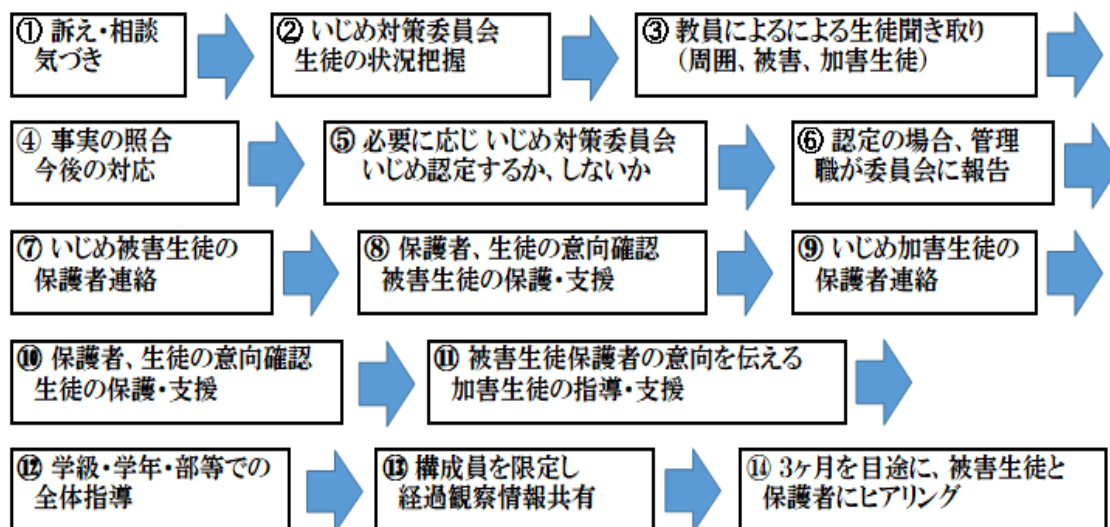 ① 訴え・相談
気づき
② いじめ対策委員会
生徒の状況把握
③ 教員によるによる生徒聞き取り
(周囲、被害、加害生徒)
④ 事実の照合
今後の対応
⑤ 必要に応じ いじめ対策委員会
いじめ認定するか、しないか
⑥ 認定の場合、管理
職が委員会に報告
⑦ いじめ被害生徒の
保護者連絡
⑧ 保護者、生徒の意向確認
被害生徒の保護・支援
⑨ いじめ加害生徒の
保護者連絡
⑩ 保護者、生徒の意向確認
生徒の保護・支援
⑪ 被害生徒保護者の意向を伝える
加害生徒の指導・支援
⑫ 学級・学年・部等での
全体指導
⑬ 構成員を限定し
経過観察情報共有
⑭ 3ヶ月を目途に、被害生徒と
保護者にヒアリング